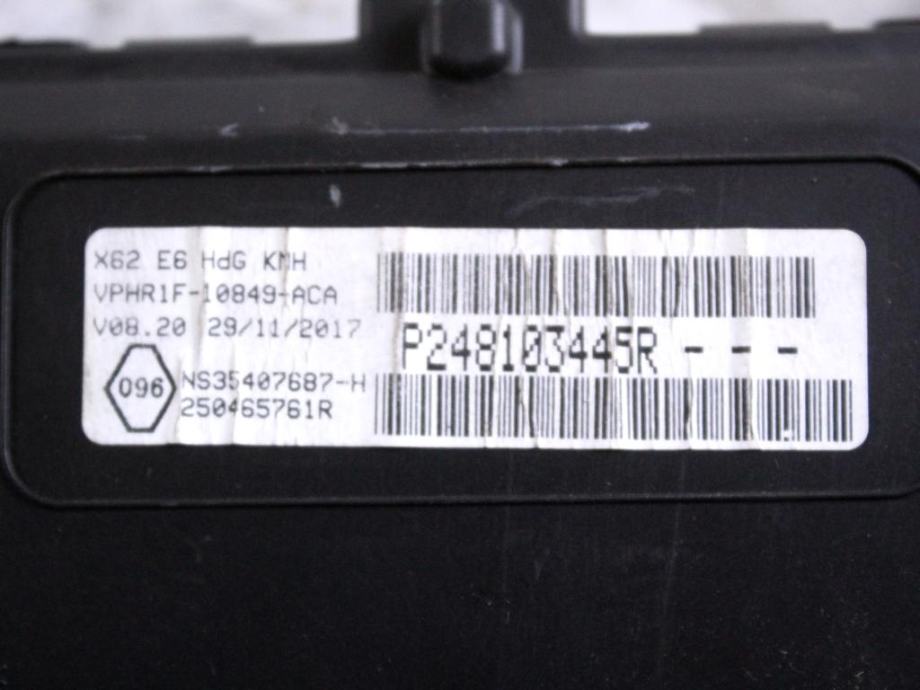 X62 E6 HdG KMH
VPHR1F-10849-ACA
V08.20 29/11/2017
P248103445R - - -
096
NS35407687-H
250465761R